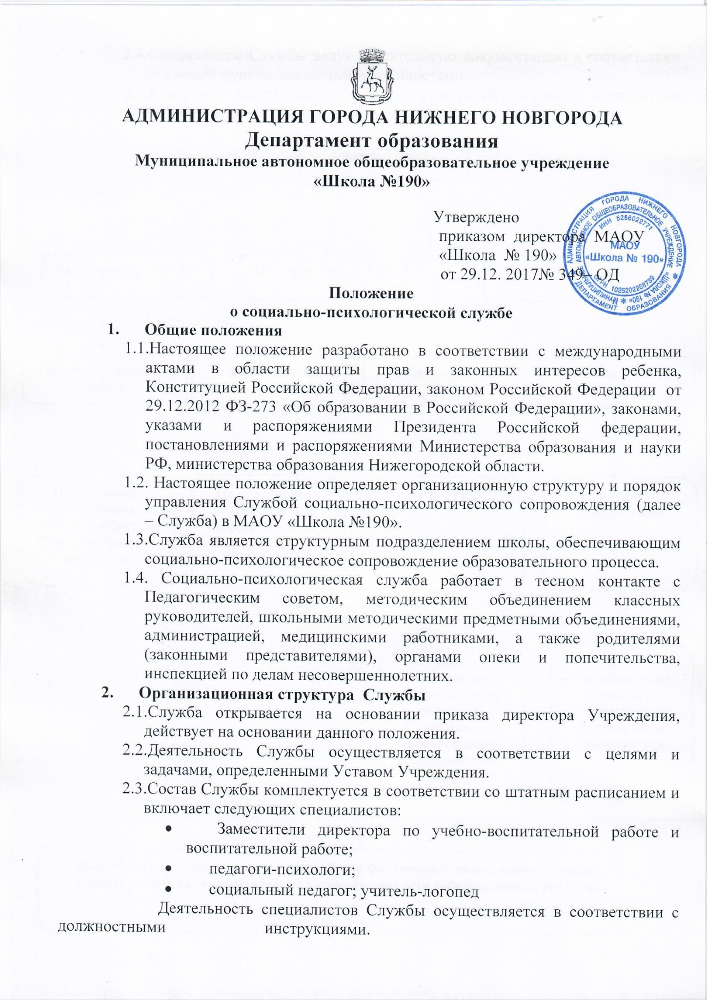 АДМИНИСТРАЦИЯ ГОРОДА НИЖНЕГО НОВГОРОДА
Департамент образования
Муниципальное автономное общеобразовательное учреждение
«Школа №190»
Утверждено
приказом директора МАОУ
«Школа № 190»
от 29.12. 2017№ 349– ОД
АДМИНИСТРАЦИЯ ГОРОДА НИЖНЕГО НОВГОРОДА
ДЕПАРТАМЕНТ ОБРАЗОВАНИЯ
МУНИЦИПАЛЬНОЕ АВТОНОМНОЕ ОБЩЕОБРАЗОВАТЕЛЬНОЕ УЧРЕЖДЕНИЕ «ШКОЛА № 190»
ИНН 5256022771
МАОУ
«Школа № 190»
ОГРН 1025202268739
Положение
о социально-психологической службе
1. Общие положения
1.1.Настоящее положение разработано в соответствии с международными
актами в области защиты прав и законных интересов ребенка,
Конституцией Российской Федерации, законом Российской Федерации от
29.12.2012 ФЗ-273 «Об образовании в Российской Федерации», законами,
указами и распоряжениями Президента Российской федерации,
постановлениями и распоряжениями Министерства образования и науки
РФ, министерства образования Нижегородской области.
1.2. Настоящее положение определяет организационную структуру и порядок
управления Службой социально-психологического сопровождения (далее
– Служба) в МАОУ «Школа №190».
1.3.Служба является структурным подразделением школы, обеспечивающим
социально-психологическое сопровождение образовательного процесса.
1.4. Социально-психологическая служба работает в тесном контакте с
Педагогическим советом, методическим объединением классных
руководителей, школьными методическими предметными объединениями,
администрацией, медицинскими работниками, а также родителями
(законными представителями), органами опеки и попечительства,
инспекцией по делам несовершеннолетних.
2. Организационная структура Службы
2.1.Служба открывается на основании приказа директора Учреждения,
действует на основании данного положения.
2.2.Деятельность Службы осуществляется в соответствии с целями и
задачами, определенными Уставом Учреждения.
2.3.Состав Службы комплектуется в соответствии со штатным расписанием и
включает следующих специалистов:
• Заместители директора по учебно-воспитательной работе и
воспитательной работе;
• педагоги-психологи;
• социальный педагог; учитель-логопед
Деятельность специалистов Службы осуществляется в соответствии с
должностными инструкциями.